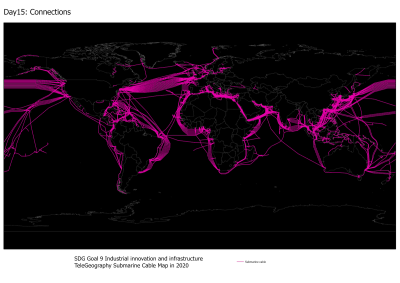 Day15: Connections
SDG Goal 9 Industrial innovation and infrastructure
TeleGeography Submarine Cable Map in 2020
Submarine cable